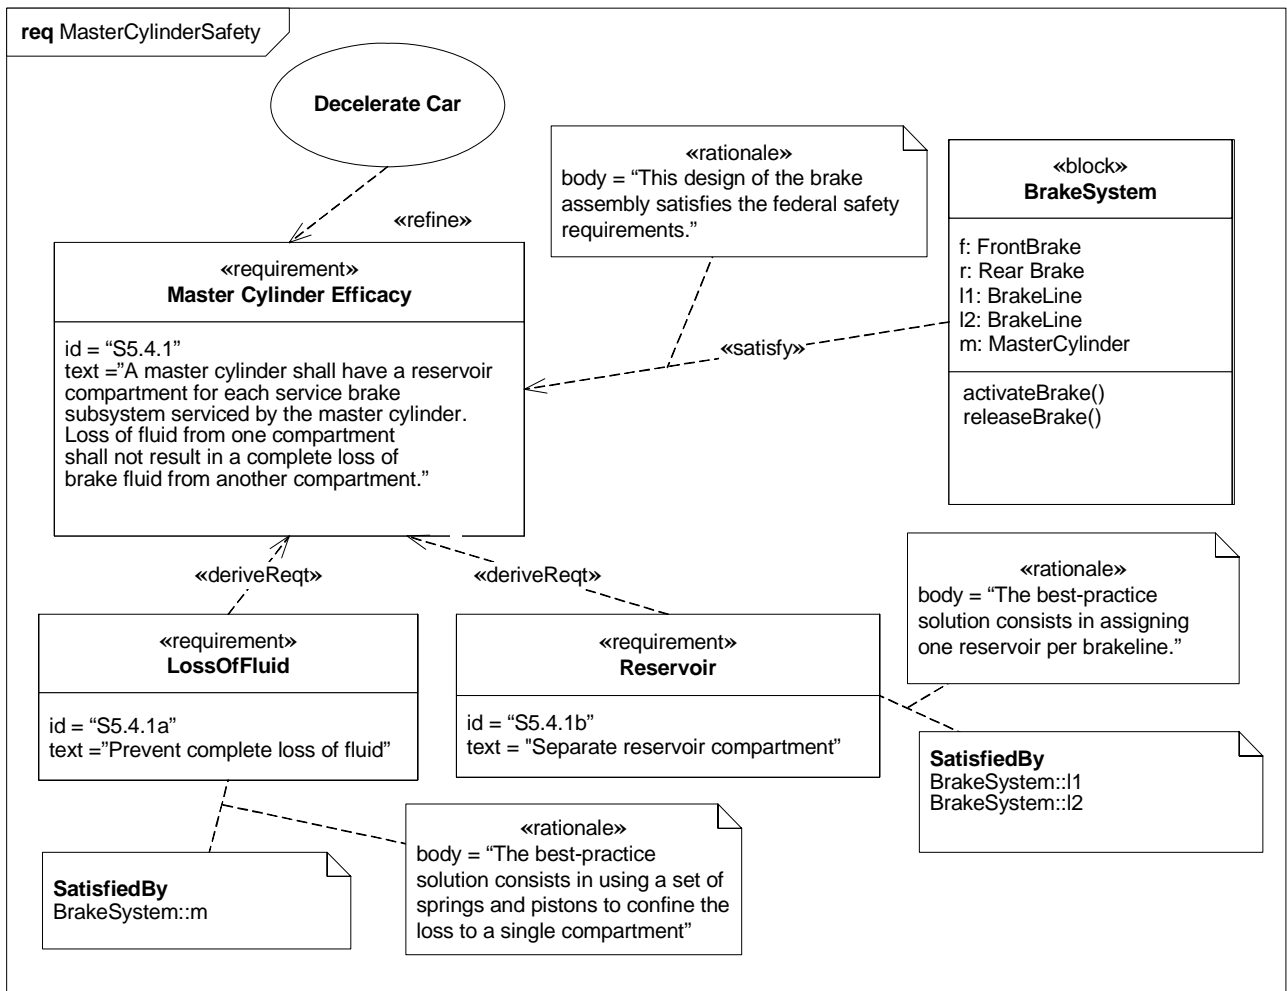 req MasterCylinderSafety
Decelerate Car
«refine»
«rationale»
body = “This design of the brake
assembly satisfies the federal safety
requirements.”
«block»
BrakeSystem
f: FrontBrake
r: Rear Brake
l1: BrakeLine
l2: BrakeLine
m: MasterCylinder
activateBrake()
releaseBrake()
«satisfy»
«requirement»
Master Cylinder Efficacy
id = “S5.4.1”
text =”A master cylinder shall have a reservoir
compartment for each service brake
subsystem serviced by the master cylinder.
Loss of fluid from one compartment
shall not result in a complete loss of
brake fluid from another compartment.”
«deriveReqt»
«deriveReqt»
«requirement»
LossOfFluid
id = “S5.4.1a”
text =”Prevent complete loss of fluid”
«requirement»
Reservoir
id = “S5.4.1b”
text = "Separate reservoir compartment”
«rationale»
body = “The best-practice
solution consists in assigning
one reservoir per brakeline.”
SatisfiedBy
BrakeSystem::l1
BrakeSystem::l2
«rationale»
body = “The best-practice
solution consists in using a set of
springs and pistons to confine the
loss to a single compartment”
SatisfiedBy
BrakeSystem::m